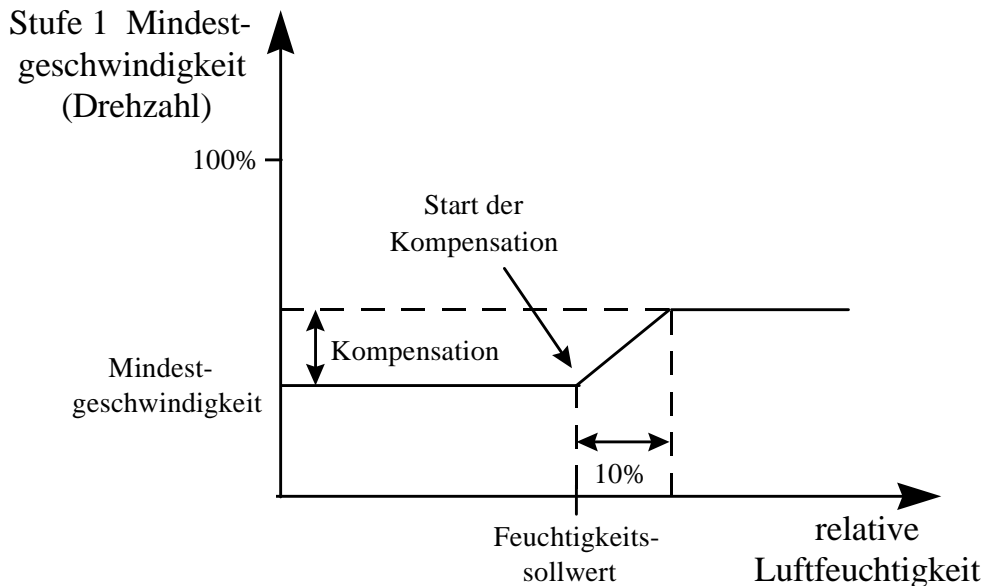 Stufe 1 Mindest-
geschwindigkeit
(Drehzahl)
100%
Start der
Kompensation
Kompensation
Mindest-
geschwindigkeit
10%
Feuchtigkeits-
sollwert
relative
Luftfeuchtigkeit